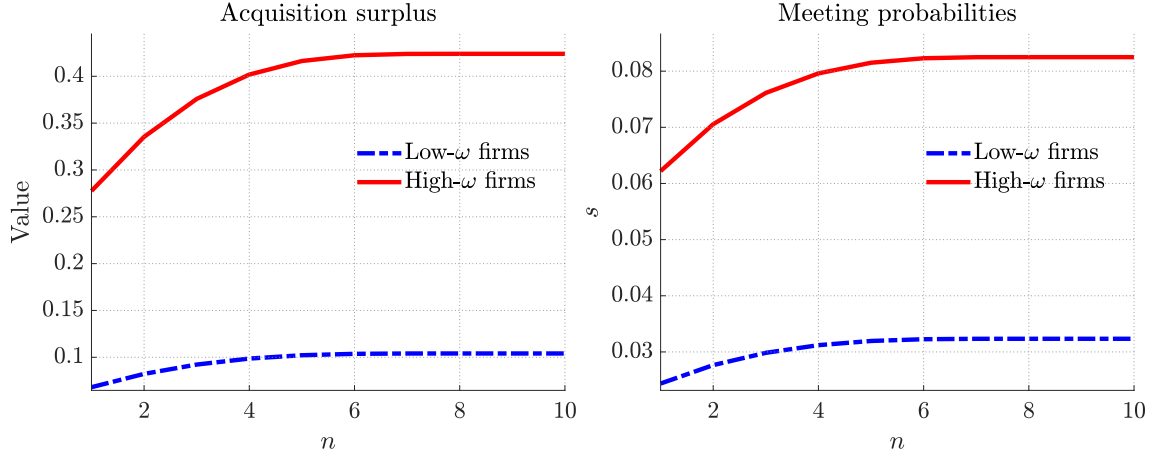 Acquisition surplus
Value
0.4
0.35
0.3
0.25
0.2
0.15
0.1
2
4
6
8
10
n
Low-ω firms
High-ω firms
Meeting probabilities
s
0.08
0.07
0.06
0.05
0.04
0.03
2
4
6
8
10
n
Low-ω firms
High-ω firms